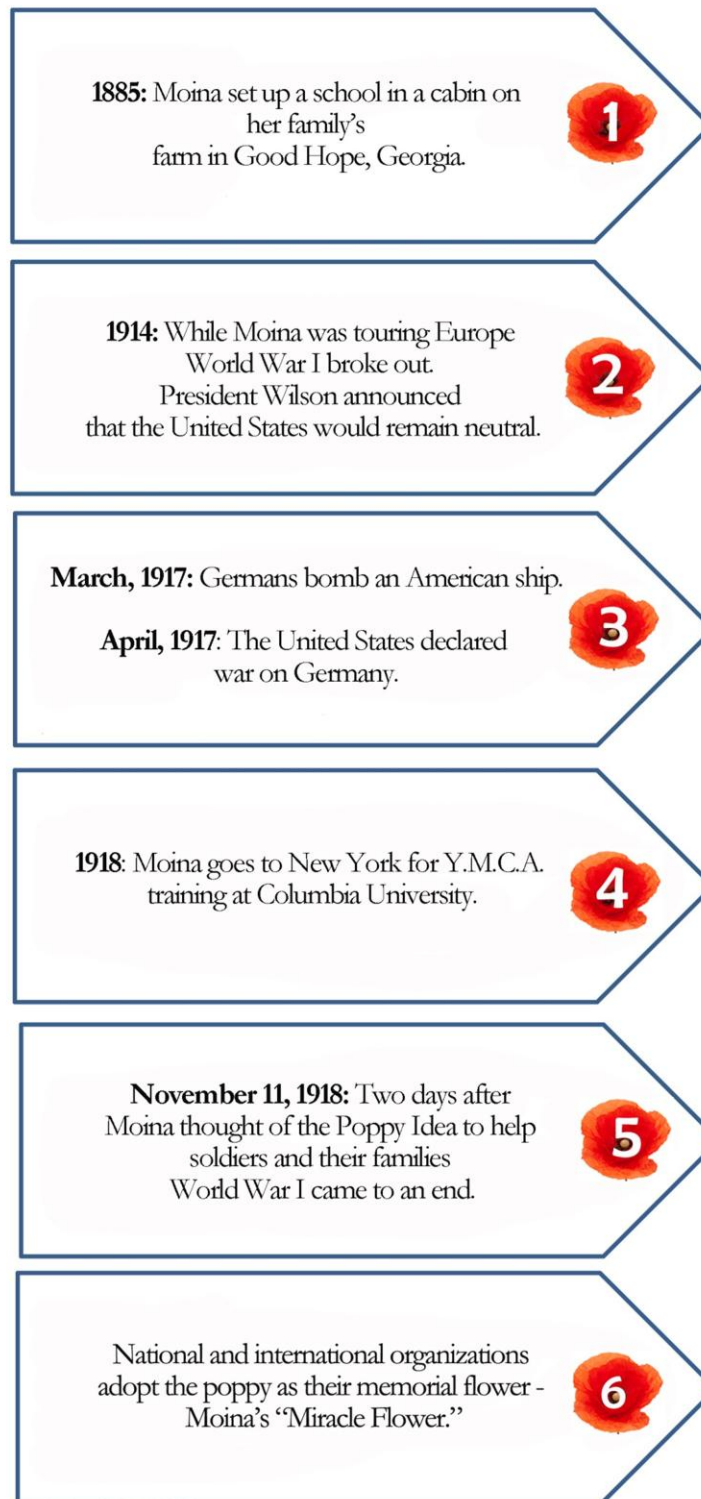 1885: Moina set up a school in a cabin on
her family's
farm in Good Hope, Georgia.
1
1914: While Moina was touring Europe
World War I broke out.
President Wilson announced
that the United States would remain neutral.
2
March, 1917: Germans bomb an American ship.
April, 1917: The United States declared
war on Germany.
3
1918: Moina goes to New York for Y.M.C.A.
training at Columbia University.
4
November 11, 1918: Two days after
Moina thought of the Poppy Idea to help
soldiers and their families
World War I came to an end.
5
National and international organizations
adopt the poppy as their memorial flower -
Moina's “Miracle Flower.”
6